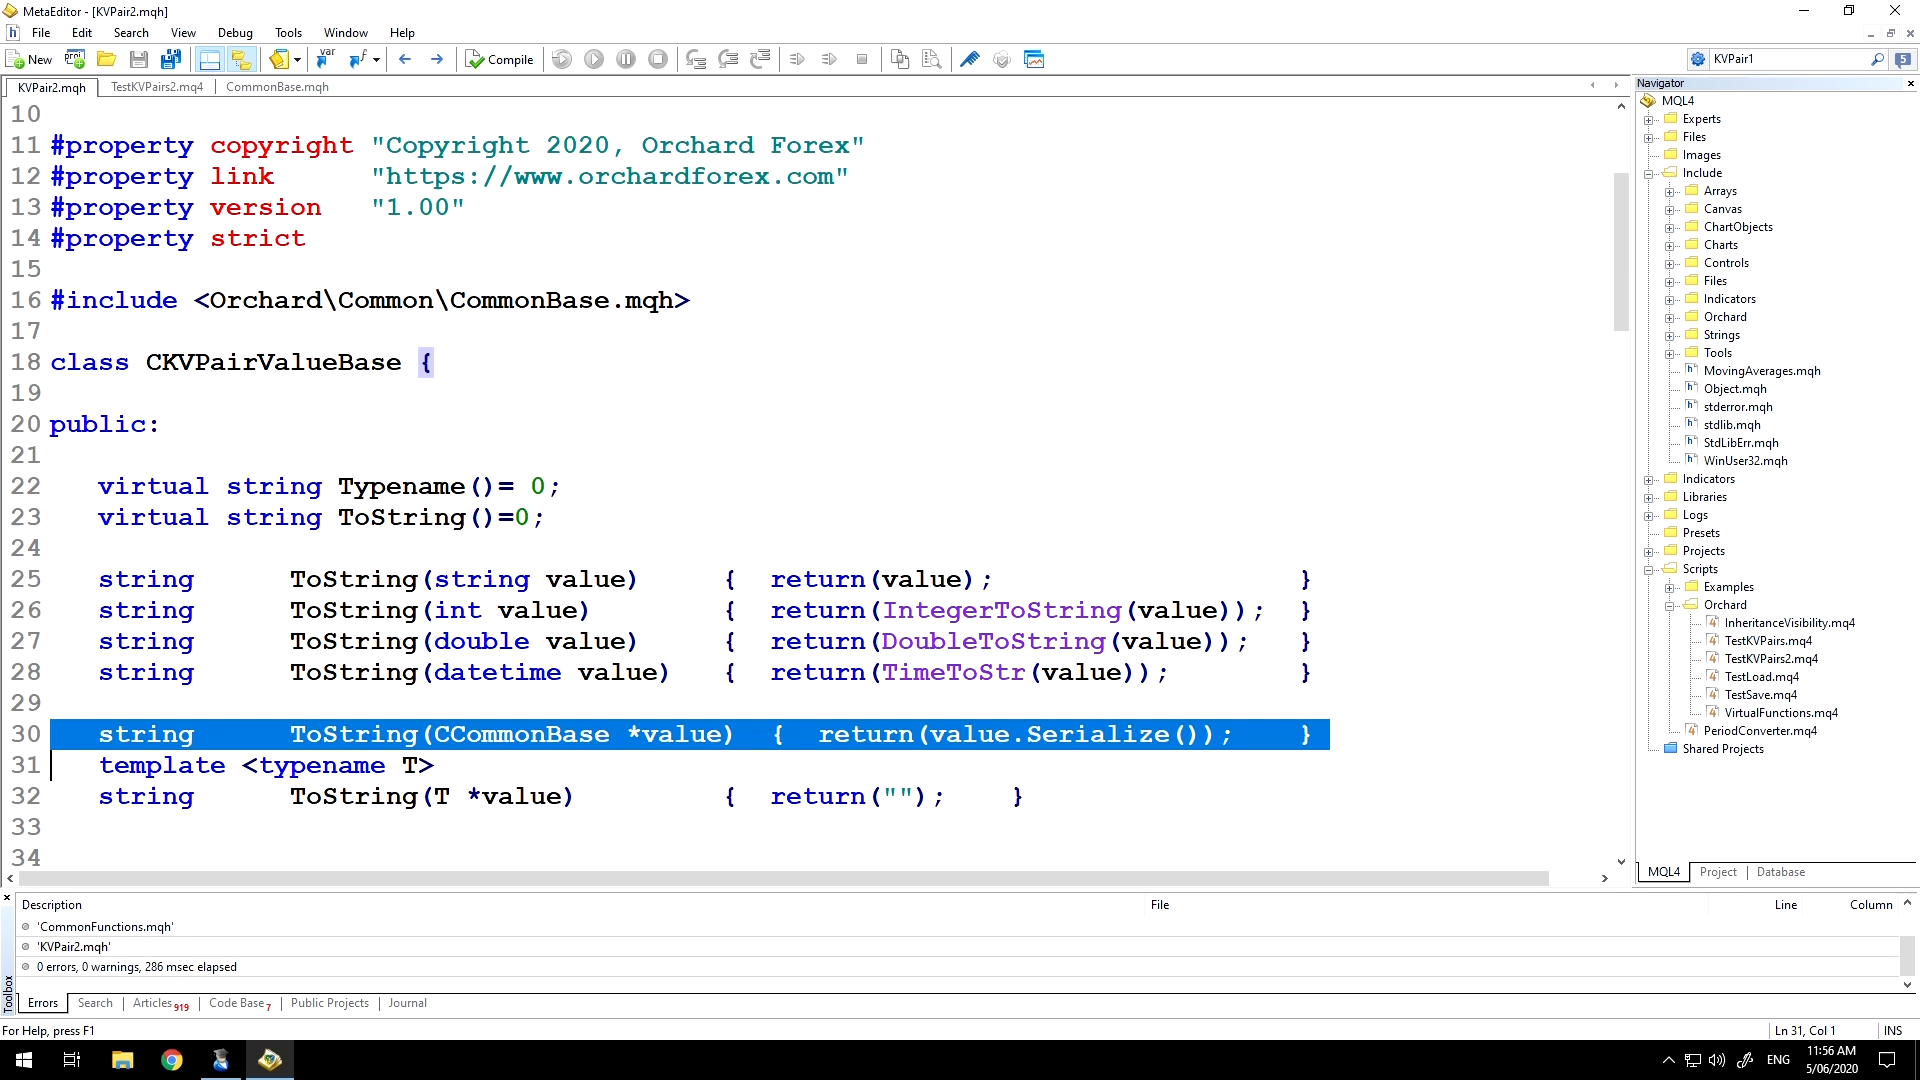 MetaEditor - [KVPair2.mqh]
File Edit Search View Debug Tools Window Help
New Compile KVPair1 5
KVPair2.mqh TestKVPairs2.mq4 CommonBase.mqh
10
11 #property copyright "Copyright 2020, Orchard Forex"
12 #property link "https://www.orchardforex.com"
13 #property version "1.00"
14 #property strict
15
16 #include <Orchard\Common\CommonBase.mqh>
17
18 class CKVPairValueBase {
19
20 public:
21
22 virtual string Typename()= 0;
23 virtual string ToString()=0;
24
25 string ToString(string value) { return(value); }
26 string ToString(int value) { return(IntegerToString(value)); }
27 string ToString(double value) { return(DoubleToString(value)); }
28 string ToString(datetime value) { return(TimeToStr(value)); }
29
30 string ToString(CCommonBase *value) { return(value.Serialize()); }
31 template <typename T>
32 string ToString(T *value) { return(""); }
33
34
Navigator
MQL4
Experts
Files
Images
Include
Arrays
Canvas
ChartObjects
Charts
Controls
Files
Indicators
Orchard
Strings
Tools
MovingAverages.mqh
Object.mqh
stderror.mqh
stdlib.mqh
StdLibErr.mqh
WinUser32.mqh
Indicators
Libraries
Logs
Presets
Projects
Scripts
Examples
Orchard
InheritanceVisibility.mq4
TestKVPairs.mq4
TestKVPairs2.mq4
TestLoad.mq4
TestSave.mq4
VirtualFunctions.mq4
PeriodConverter.mq4
Shared Projects
MQL4 Project Database
Description File Line Column
'CommonFunctions.mqh'
'KVPair2.mqh'
0 errors, 0 warnings, 286 msec elapsed
Toolbox
Errors Search Articles 919 Code Base 7 Public Projects Journal
For Help, press F1 Ln 31, Col 1 INS
ENG 11:56 AM
5/06/2020